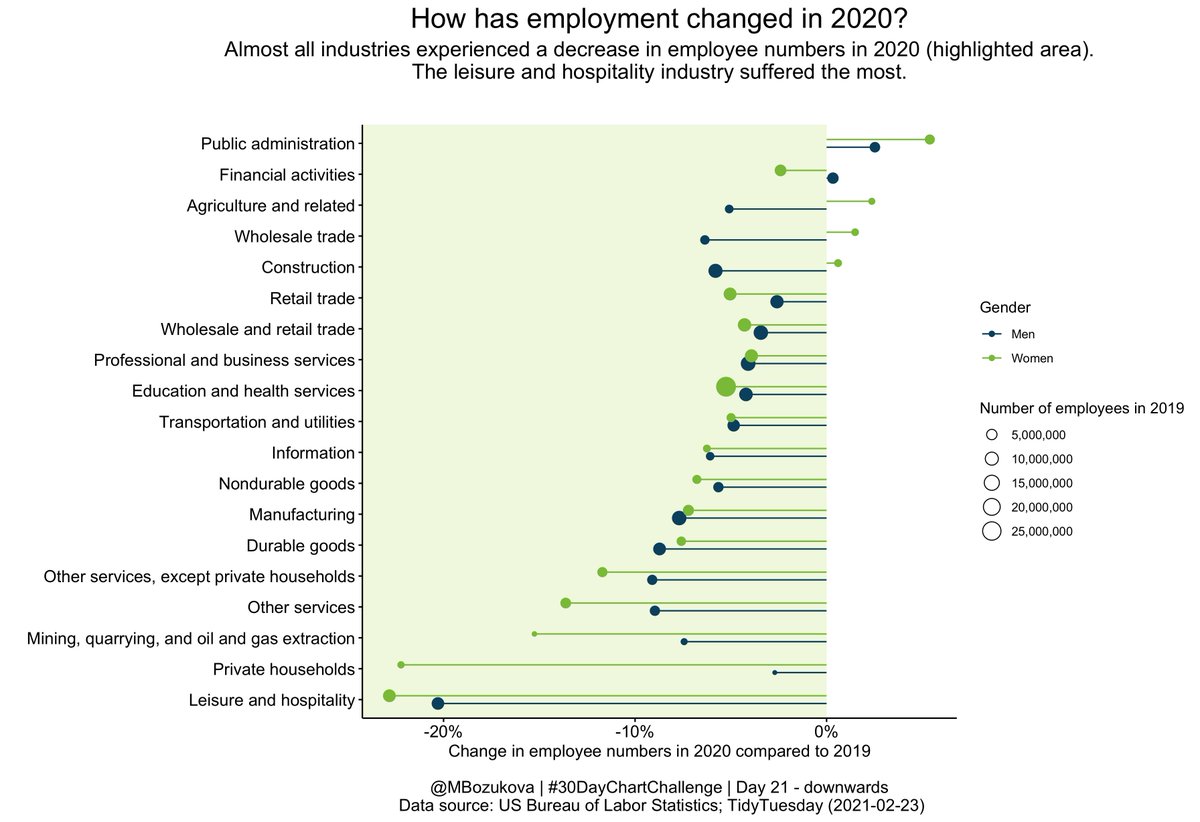 How has employment changed in 2020?
Almost all industries experienced a decrease in employee numbers in 2020 (highlighted area).
The leisure and hospitality industry suffered the most.
Public administration
Financial activities
Agriculture and related
Wholesale trade
Construction
Retail trade
Wholesale and retail trade
Professional and business services
Education and health services
Transportation and utilities
Information
Nondurable goods
Manufacturing
Durable goods
Other services, except private households
Other services
Mining, quarrying, and oil and gas extraction
Private households
Leisure and hospitality
-20%
-10%
0%
Change in employee numbers in 2020 compared to 2019
Gender
Men
Women
Number of employees in 2019
5,000,000
10,000,000
15,000,000
20,000,000
25,000,000
@MBozukova | #30DayChartChallenge | Day 21 - downwards
Data source: US Bureau of Labor Statistics; TidyTuesday (2021-02-23)